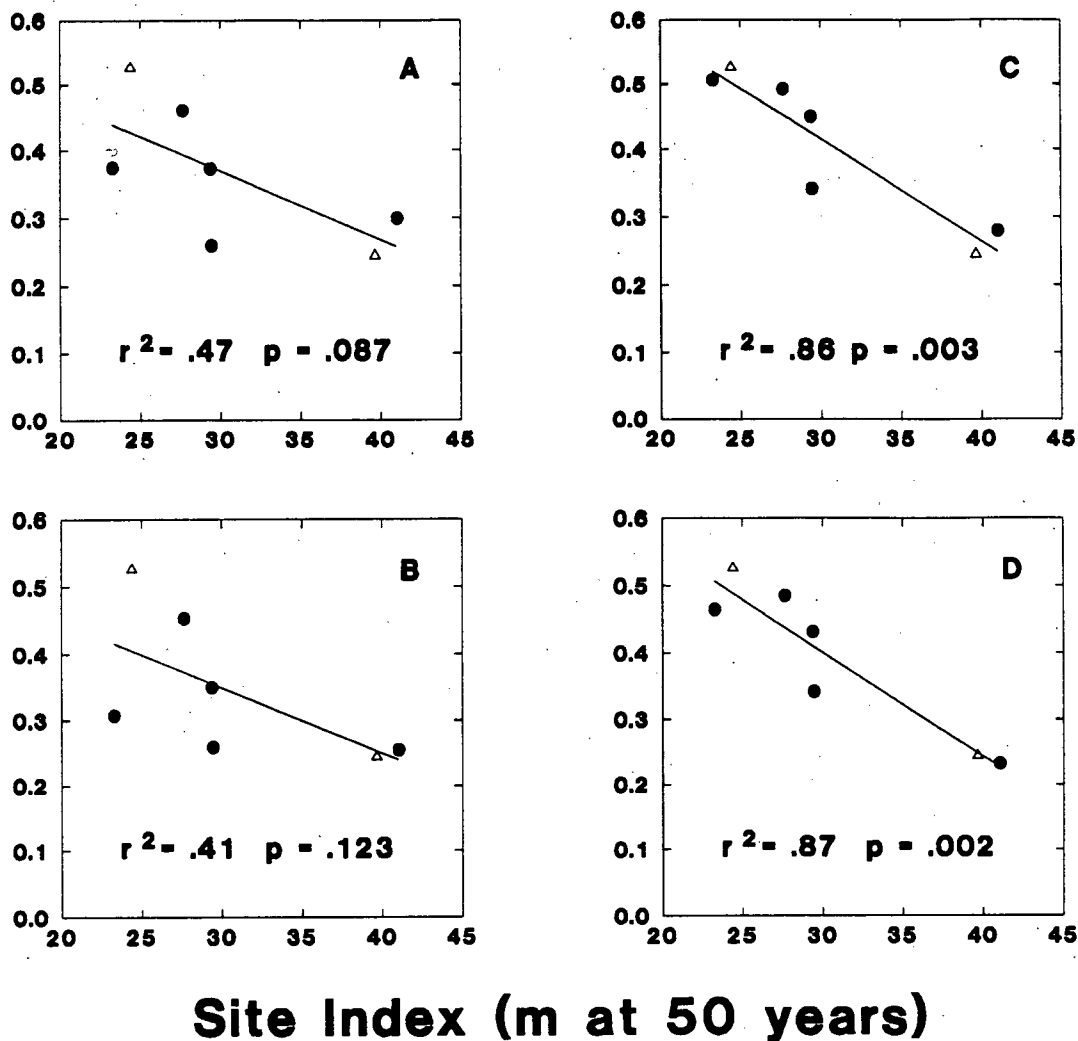 0.6
0.5
0.4
0.3
0.2
0.1
0.0
20 25 30 35 40 45
A
r² = .47 p = .087
0.6
0.5
0.4
0.3
0.2
0.1
0.0
20 25 30 35 40 45
C
r² = .86 p = .003
0.6
0.5
0.4
0.3
0.2
0.1
0.0
20 25 30 35 40 45
B
r² = .41 p = .123
0.6
0.5
0.4
0.3
0.2
0.1
0.0
20 25 30 35 40 45
D
r² = .87 p = .002
Site Index (m at 50 years)